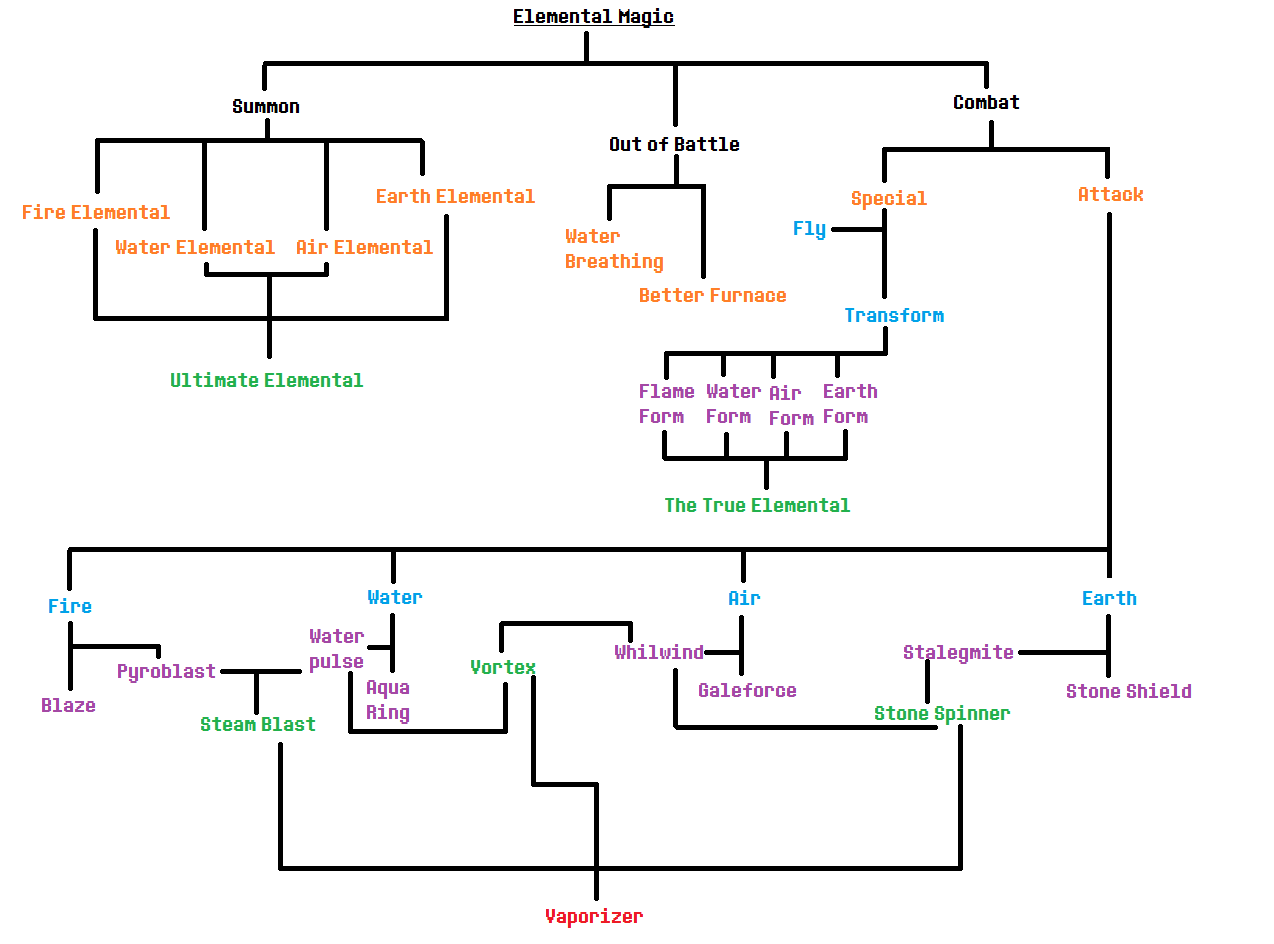 Elemental Magic
Summon
Combat
Out of Battle
Fire Elemental
Water Elemental
Air Elemental
Earth Elemental
Special
Attack
Fly
Water
Breathing
Better Furnace
Transform
Ultimate Elemental
Flame
Form
Water
Form
Air
Form
Earth
Form
The True Elemental
Fire
Water
Air
Earth
Pyroblast
Blaze
Water
pulse
Aqua
Ring
Vortex
Whilwind
Galeforce
Stalegmite
Stone Shield
Steam Blast
Stone Spinner
Vaporizer